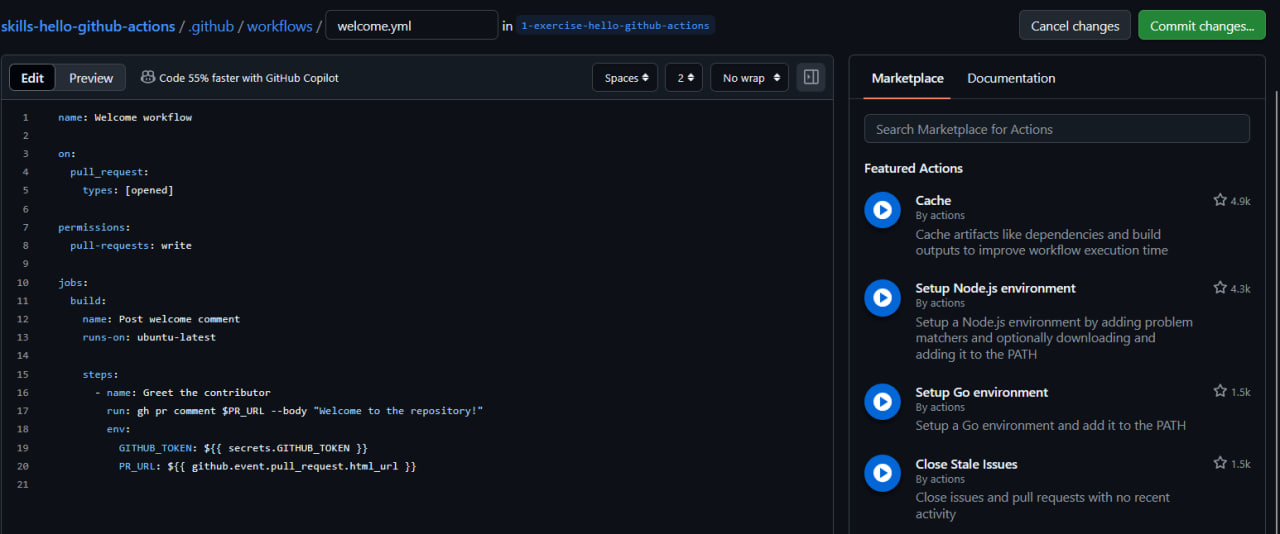 skills-hello-github-actions / .github / workflows / welcome.yml in 1-exercise-hello-github-actions Cancel changes Commit changes...
Edit Preview Code 55% faster with GitHub Copilot Spaces 2 No wrap
1 name: Welcome workflow
2
3 on:
4 pull_request:
5 types: [opened]
6
7 permissions:
8 pull-requests: write
9
10 jobs:
11 build:
12 name: Post welcome comment
13 runs-on: ubuntu-latest
14
15 steps:
16 - name: Greet the contributor
17 run: gh pr comment $PR_URL --body "Welcome to the repository!"
18 env:
19 GITHUB_TOKEN: ${{ secrets.GITHUB_TOKEN }}
20 PR_URL: ${{ github.event.pull_request.html_url }}
21
Marketplace Documentation
Search Marketplace for Actions
Featured Actions
Cache 4.9k
By actions
Cache artifacts like dependencies and build
outputs to improve workflow execution time
Setup Node.js environment 4.3k
By actions
Setup a Node.js environment by adding problem
matchers and optionally downloading and
adding it to the PATH
Setup Go environment 1.5k
By actions
Setup a Go environment and add it to the PATH
Close Stale Issues 1.5k
By actions
Close issues and pull requests with no recent
activity